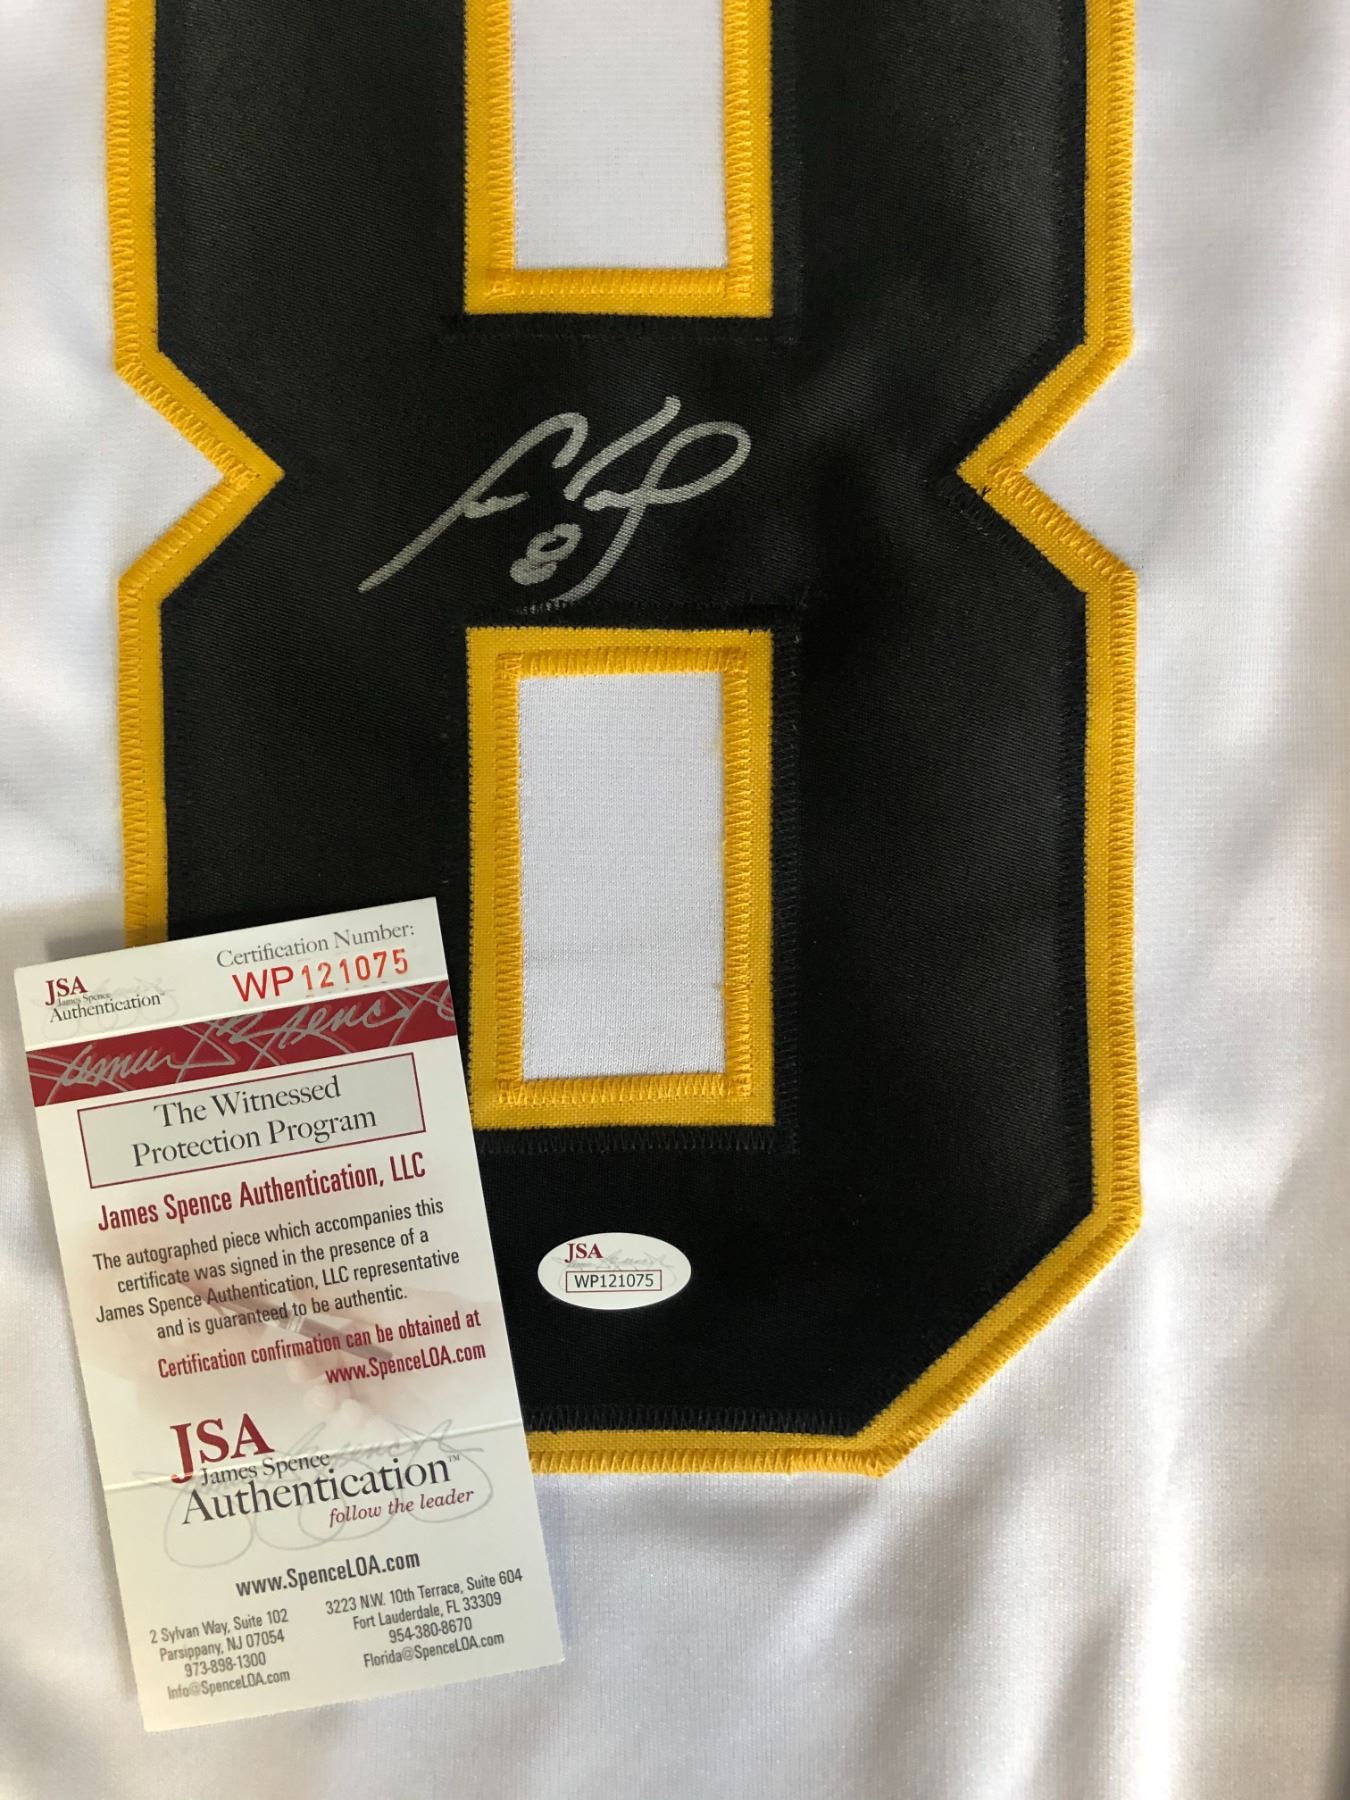 8
Certification Number:
WP121075
JSA
James Spence
Authentication
The Witnessed
Protection Program
James Spence Authentication, LLC
The autographed piece which accompanies this
certificate was signed in the presence of a
James Spence Authentication, LLC representative
and is guaranteed to be authentic.
Certification confirmation can be obtained at
www.SpenceLOA.com
JSA
James Spence
Authentication™
follow the leader
www.SpenceLOA.com
2 Sylvan Way, Suite 102
Parsippany, NJ 07054
973-898-1300
Info@SpenceLOA.com
3223 N.W. 10th Terrace, Suite 604
Fort Lauderdale, FL 33309
954-380-8670
Florida@SpenceLOA.com
JSA
WP121075
8